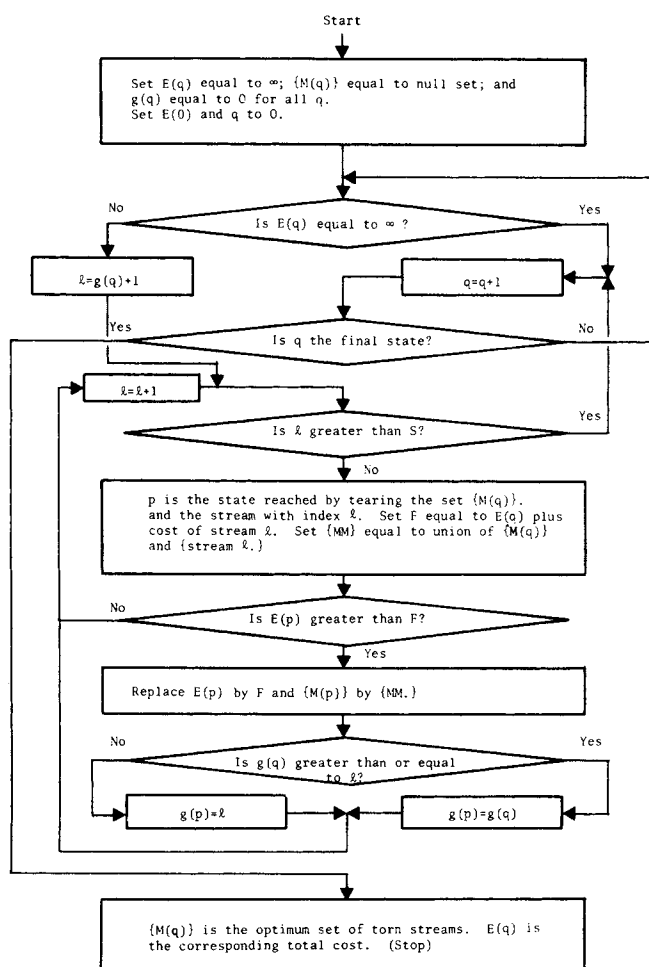 Start
Set E(q) equal to ∞; {M(q)} equal to null set; and
g(q) equal to 0 for all q.
Set E(0) and q to 0.
No
Is E(q) equal to ∞ ?
Yes
ℓ=g(q)+1
q=q+1
Yes
Is q the final state?
No
ℓ=ℓ+1
Is ℓ greater than S?
Yes
No
p is the state reached by tearing the set {M(q)}.
and the stream with index ℓ. Set F equal to E(q) plus
cost of stream ℓ. Set {MM} equal to union of {M(q)}
and {stream ℓ.}
No
Is E(p) greater than F?
Yes
Replace E(p) by F and {M(p)} by {MM.}
No
Is g(q) greater than or equal
to ℓ?
Yes
g(p)=ℓ
g(p)=g(q)
{M(q)} is the optimum set of torn streams. E(q) is
the corresponding total cost. (Stop)